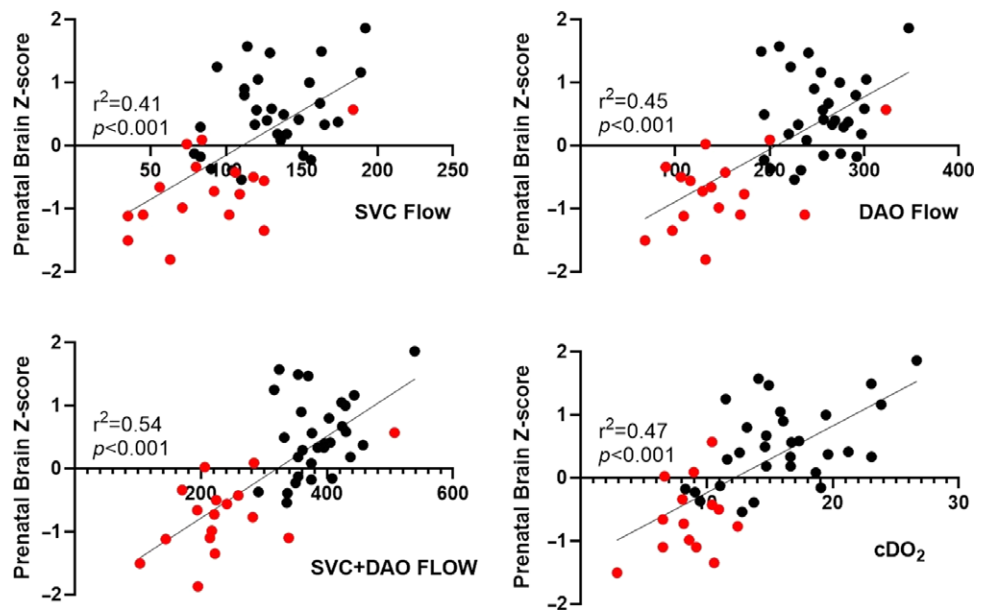 Prenatal Brain Z-score
2
1
0
−1
−2
r²=0.41
p<0.001
50
100
150
200
250
SVC Flow
Prenatal Brain Z-score
2
1
0
−1
−2
r²=0.45
p<0.001
100
200
300
400
DAO Flow
Prenatal Brain Z-score
2
1
0
−1
−2
r²=0.54
p<0.001
200
400
600
SVC+DAO FLOW
Prenatal Brain Z-score
2
1
0
−1
−2
r²=0.47
p<0.001
10
20
30
cDO₂